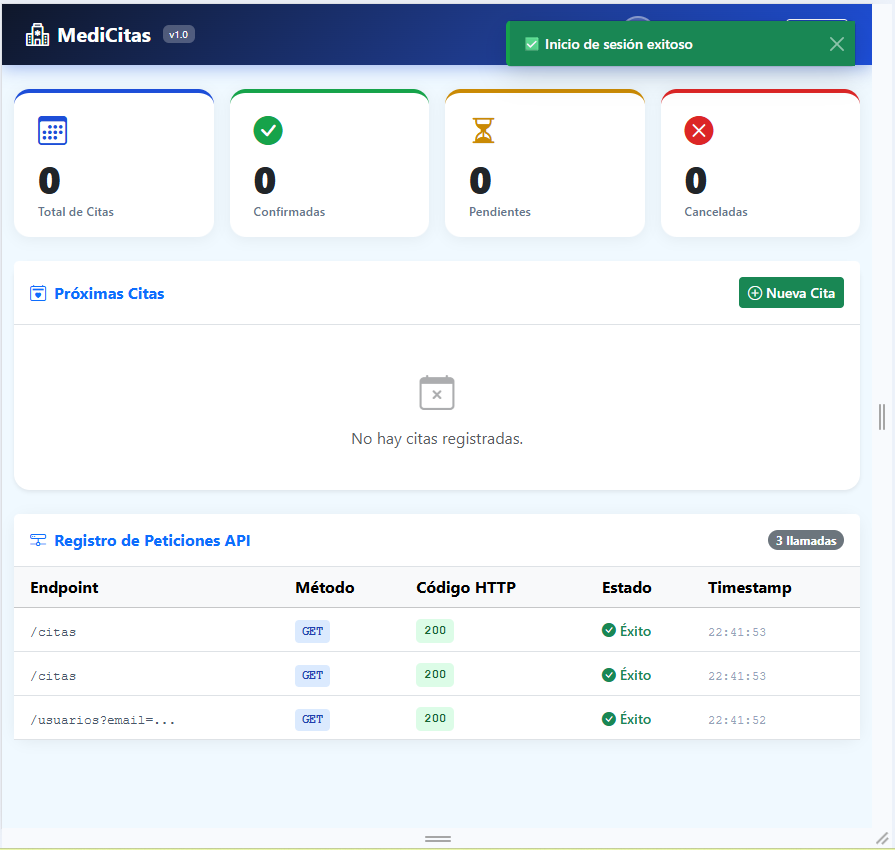 MediCitas v1.0
Inicio de sesión exitoso
0
Total de Citas
0
Confirmadas
0
Pendientes
0
Canceladas
Próximas Citas
Nueva Cita
No hay citas registradas.
Registro de Peticiones API
3 llamadas
Endpoint Método Código HTTP Estado Timestamp
/citas GET 200 Éxito 22:41:53
/citas GET 200 Éxito 22:41:53
/usuarios?email=... GET 200 Éxito 22:41:52